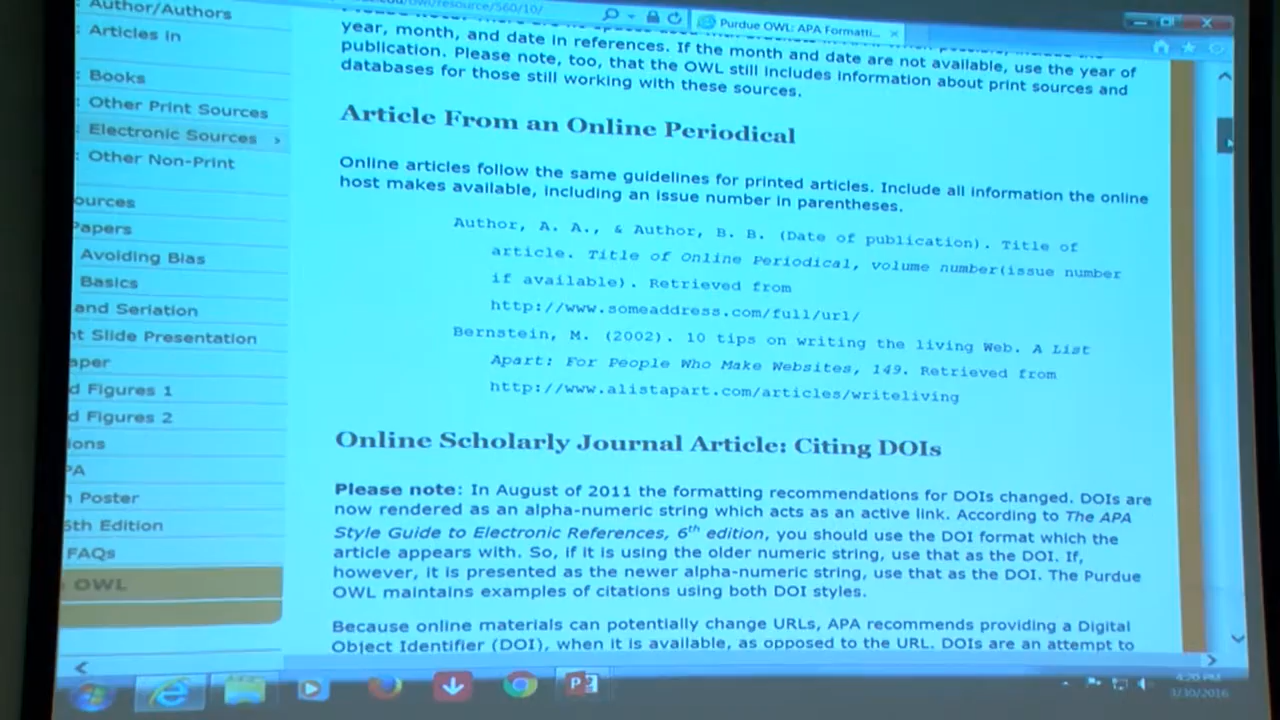 /owl/resource/560/10/
Purdue OWL: APA Formatti...
Author/Authors
: Articles in
: Books
: Other Print Sources
: Electronic Sources >
: Other Non-Print
ources
Papers
Avoiding Bias
Basics
and Seriation
nt Slide Presentation
aper
d Figures 1
d Figures 2
ions
PA
h Poster
6th Edition
FAQs
OWL
year, month, and date in references. If the month and date are not available, use the year of
publication. Please note, too, that the OWL still includes information about print sources and
databases for those still working with these sources.
Article From an Online Periodical
Online articles follow the same guidelines for printed articles. Include all information the online
host makes available, including an issue number in parentheses.
Author, A. A., & Author, B. B. (Date of publication). Title of
article. Title of Online Periodical, volume number(issue number
if available). Retrieved from
http://www.someaddress.com/full/url/
Bernstein, M. (2002). 10 tips on writing the living Web. A List
Apart: For People Who Make Websites, 149. Retrieved from
http://www.alistapart.com/articles/writeliving
Online Scholarly Journal Article: Citing DOIs
Please note: In August of 2011 the formatting recommendations for DOIs changed. DOIs are
now rendered as an alpha-numeric string which acts as an active link. According to The APA
Style Guide to Electronic References, 6th edition, you should use the DOI format which the
article appears with. So, if it is using the older numeric string, use that as the DOI. If,
however, it is presented as the newer alpha-numeric string, use that as the DOI. The Purdue
OWL maintains examples of citations using both DOI styles.
Because online materials can potentially change URLs, APA recommends providing a Digital
Object Identifier (DOI), when it is available, as opposed to the URL. DOIs are an attempt to
4:20 PM
3/30/2016